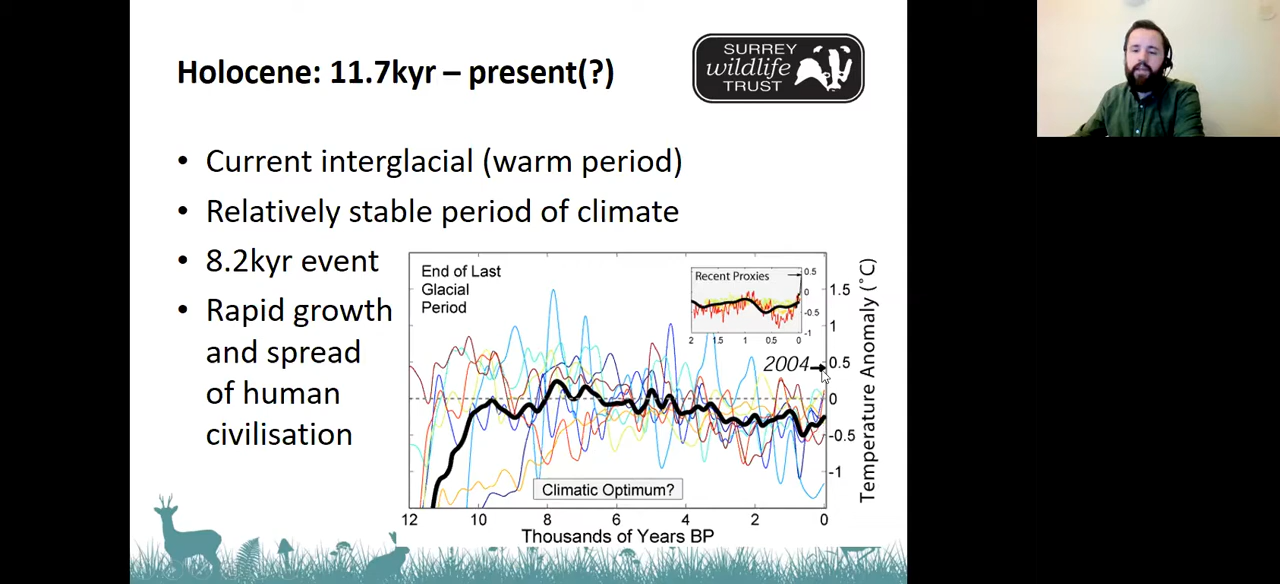 Holocene: 11.7kyr – present(?)
SURREY
wildlife
TRUST
• Current interglacial (warm period)
• Relatively stable period of climate
• 8.2kyr event
• Rapid growth
and spread
of human
civilisation
End of Last
Glacial
Period
Recent Proxies
0.5
0
-0.5
-1
2 1.5 1 0.5 0
2004
Climatic Optimum?
1.5
1
0.5
0
-0.5
-1
Temperature Anomaly (°C)
12 10 8 6 4 2 0
Thousands of Years BP